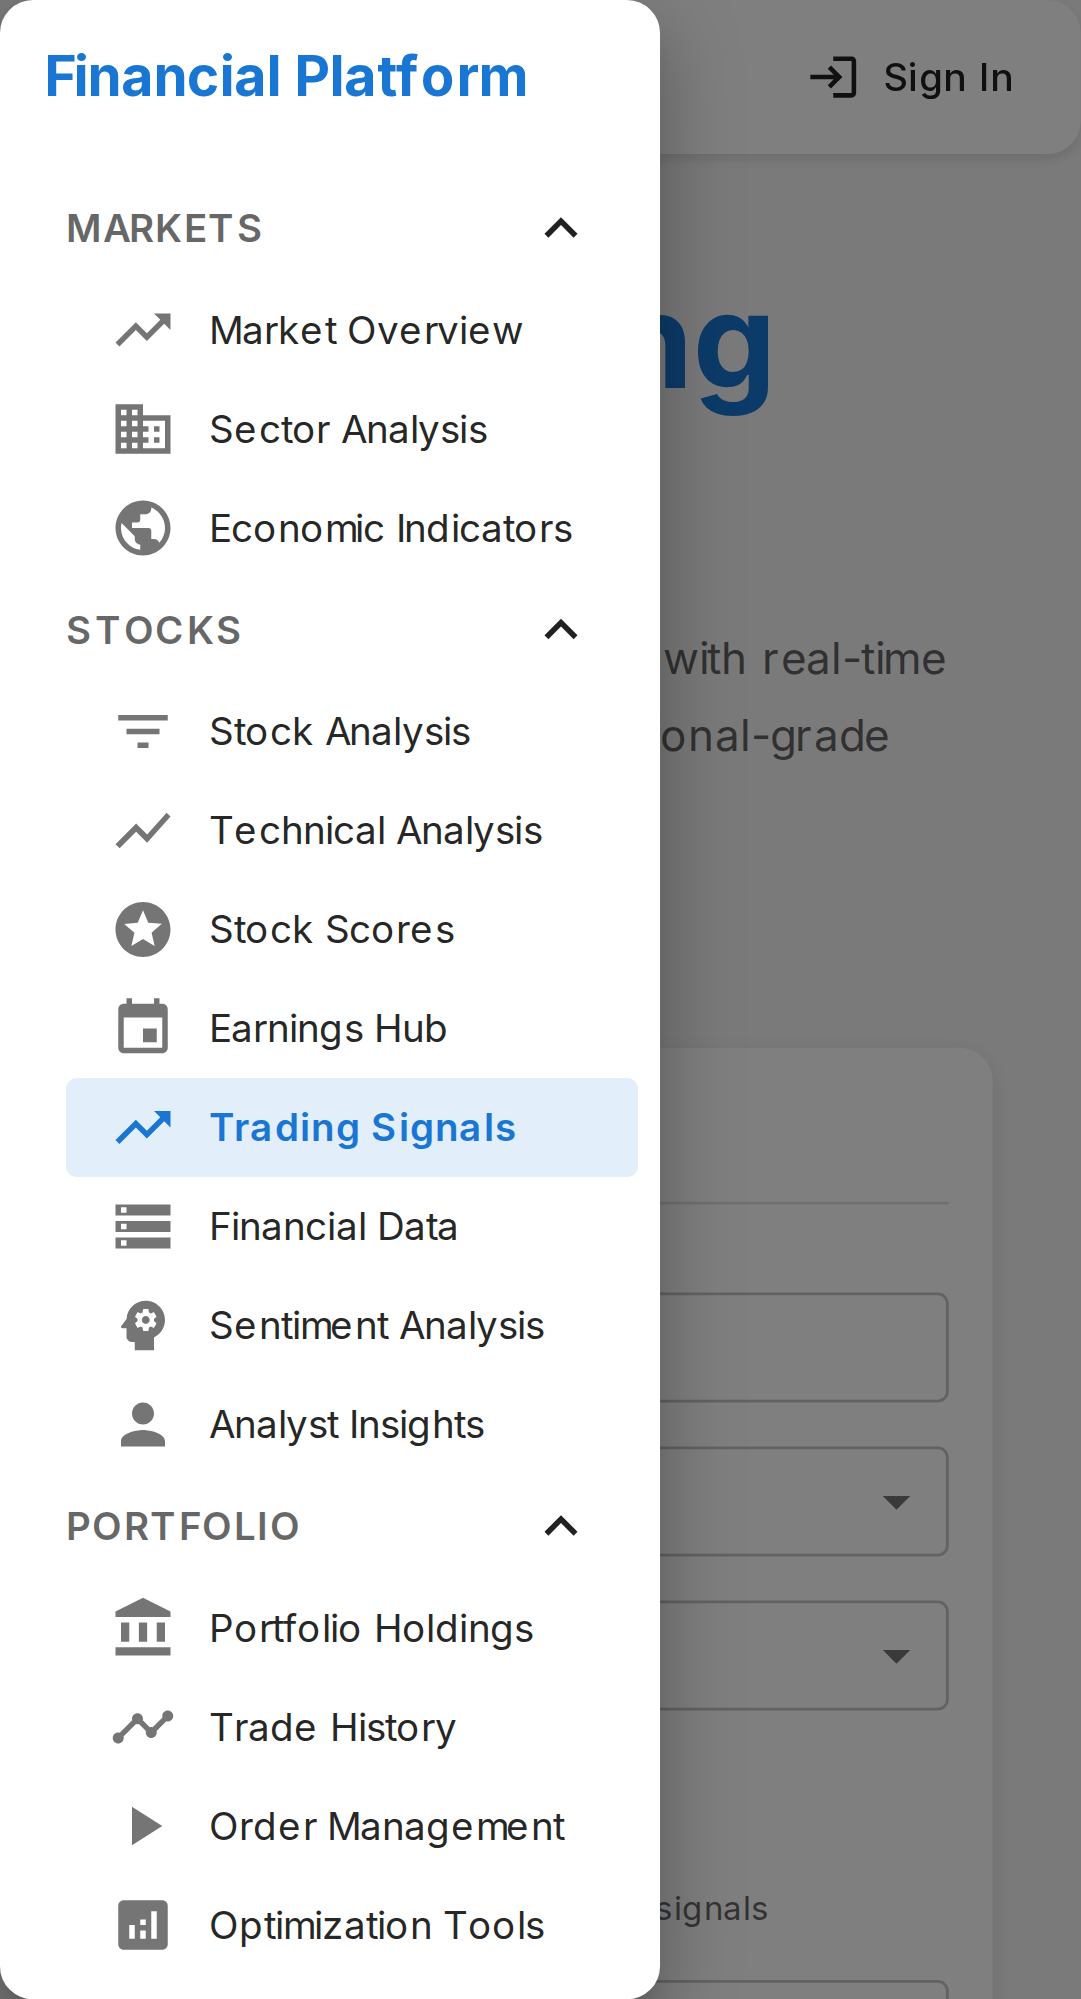 Financial Platform
Sign In
MARKETS
Market Overview
Sector Analysis
Economic Indicators
STOCKS
with real-time
Stock Analysis
onal-grade
Technical Analysis
Stock Scores
Earnings Hub
Trading Signals
Financial Data
Sentiment Analysis
Analyst Insights
PORTFOLIO
Portfolio Holdings
Trade History
Order Management
signals
Optimization Tools